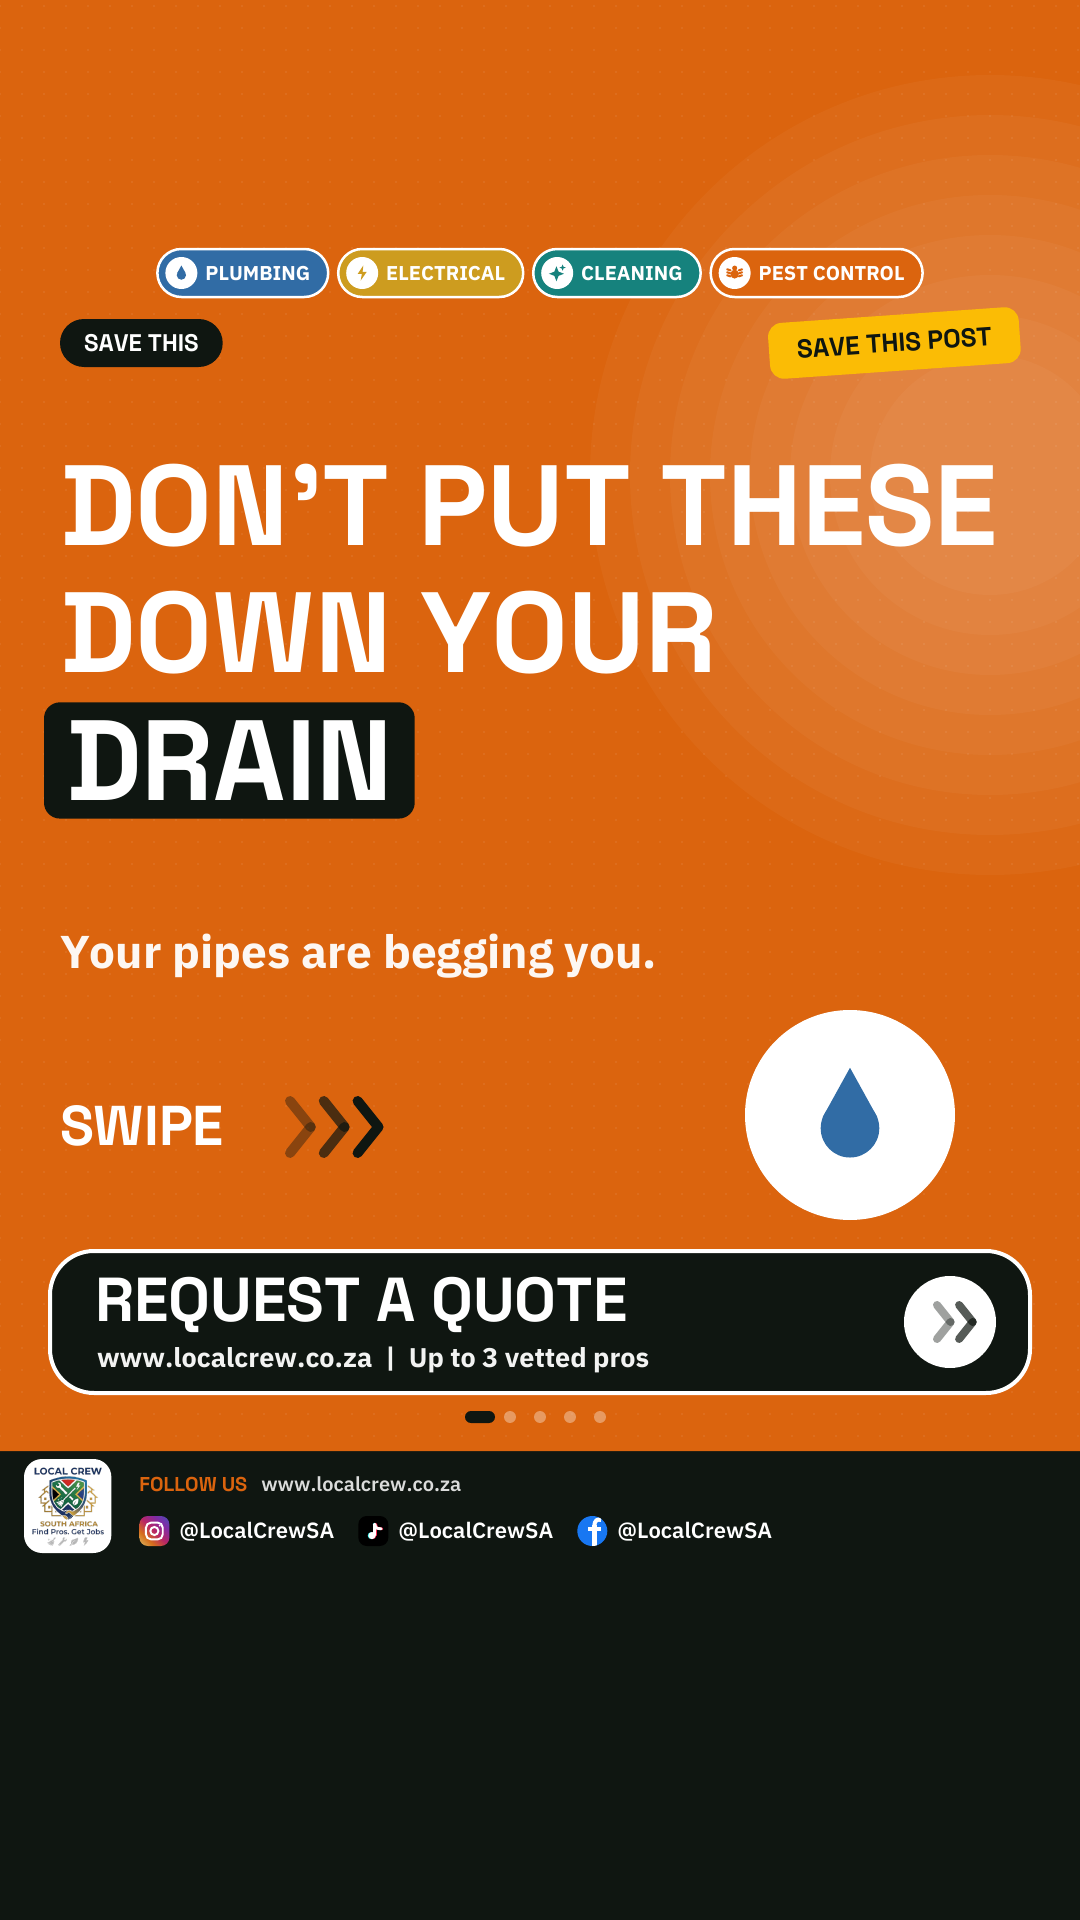 PLUMBING ELECTRICAL CLEANING PEST CONTROL
SAVE THIS
SAVE THIS POST
DON’T PUT THESE
DOWN YOUR
DRAIN
Your pipes are begging you.
SWIPE
REQUEST A QUOTE
www.localcrew.co.za | Up to 3 vetted pros
LOCAL CREW
SOUTH AFRICA
Find Pros. Get Jobs
FOLLOW US www.localcrew.co.za
@LocalCrewSA @LocalCrewSA @LocalCrewSA